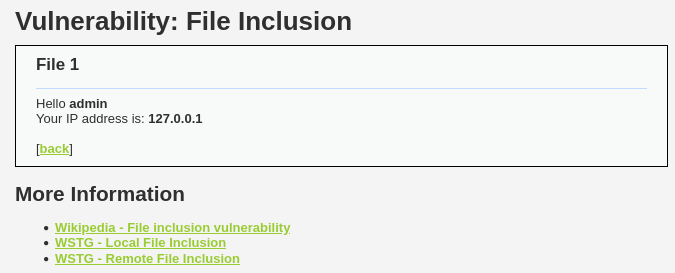 Vulnerability: File Inclusion
File 1
Hello admin
Your IP address is: 127.0.0.1
[back]
More Information
• Wikipedia - File inclusion vulnerability
• WSTG - Local File Inclusion
• WSTG - Remote File Inclusion